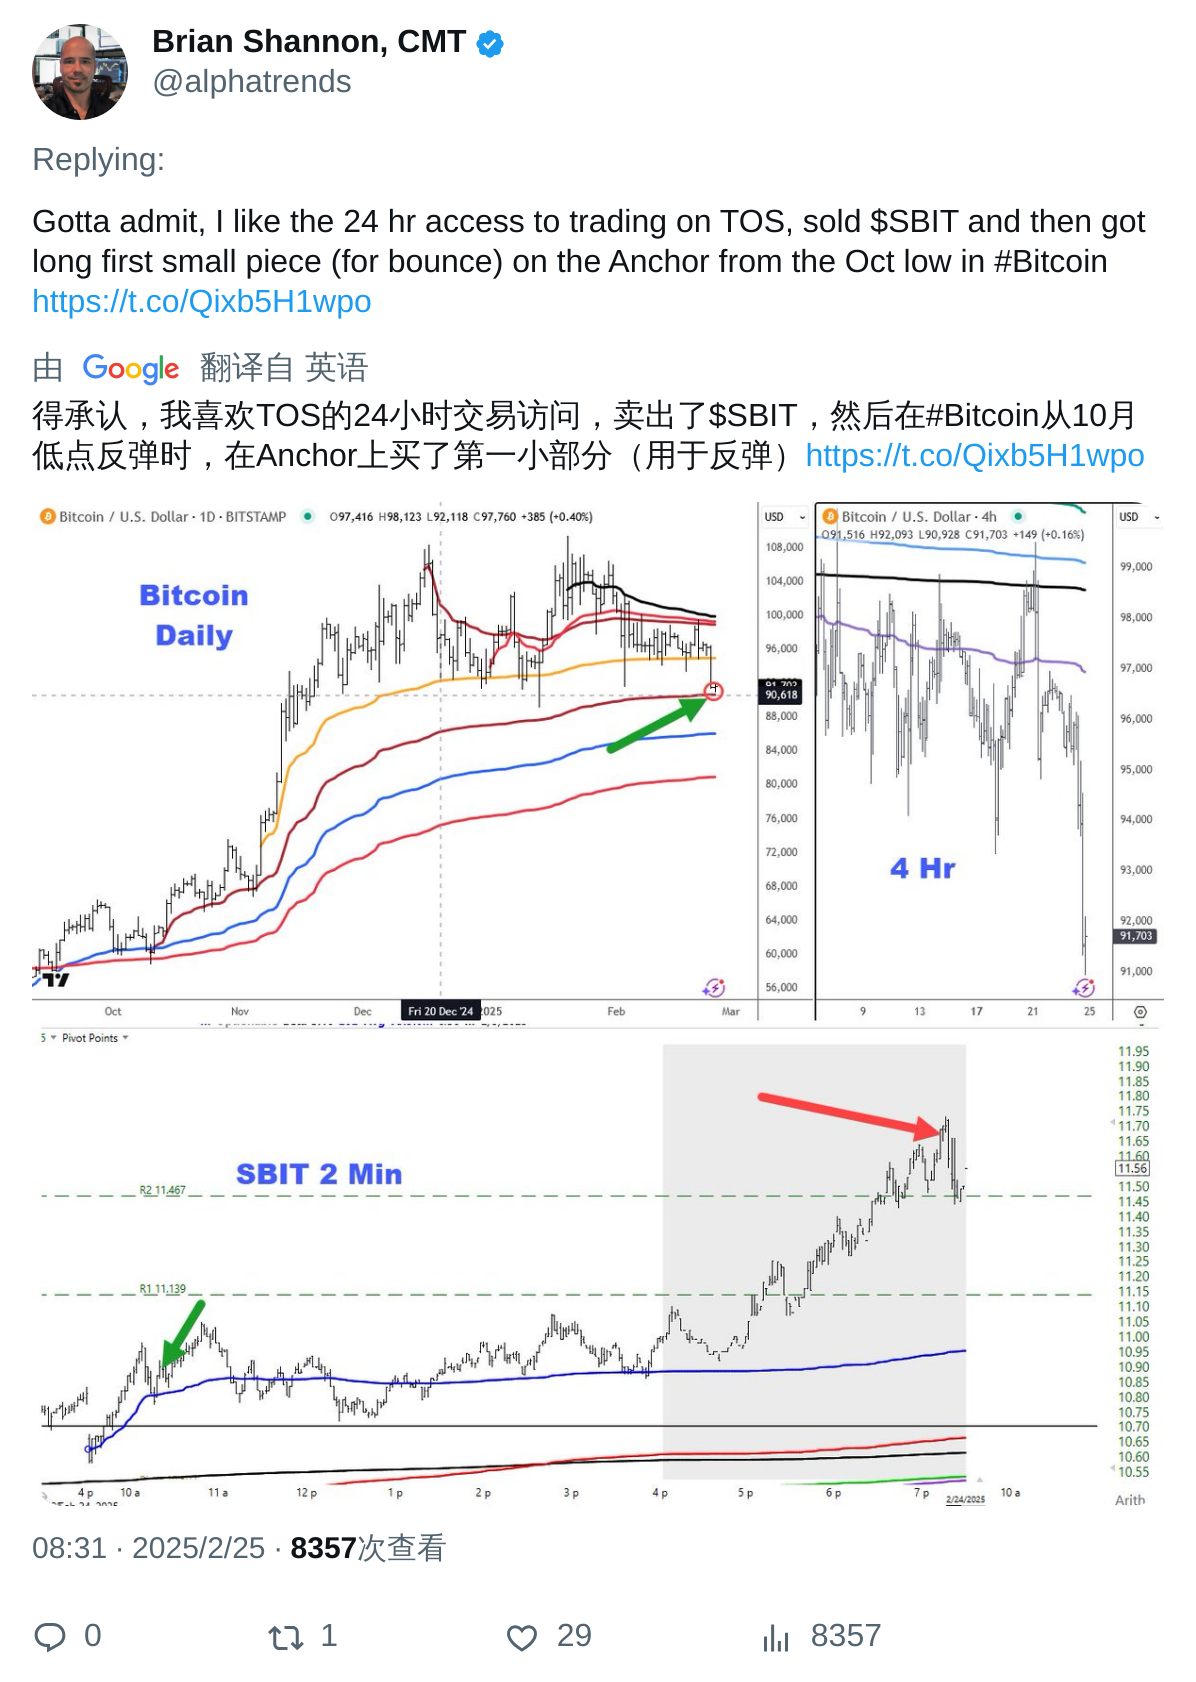 Brian Shannon, CMT
@alphatrends
Replying:
Gotta admit, I like the 24 hr access to trading on TOS, sold $SBIT and then got
long first small piece (for bounce) on the Anchor from the Oct low in #Bitcoin
https://t.co/Qixb5H1wpo
由 Google 翻译自 英语
得承认，我喜欢TOS的24小时交易访问，卖出了$SBIT，然后在#Bitcoin从10月
低点反弹时，在Anchor上买了第一小部分（用于反弹）https://t.co/Qixb5H1wpo
Bitcoin / U.S. Dollar · 1D · BITSTAMP O97,416 H98,123 L92,118 C97,760 +385 (+0.40%)
USD
Bitcoin
Daily
108,000
104,000
100,000
96,000
90,618
88,000
84,000
80,000
76,000
72,000
68,000
64,000
60,000
56,000
Oct Nov Dec Fri 20 Dec '24 2025 Feb Mar
Bitcoin / U.S. Dollar · 4h
O91,516 H92,093 L90,928 C91,703 +149 (+0.16%)
USD
4 Hr
99,000
98,000
97,000
96,000
95,000
94,000
93,000
92,000
91,703
91,000
9 13 17 21 25
5 Pivot Points
SBIT 2 Min
R2 11.467
R1 11.139
11.95
11.90
11.85
11.80
11.75
11.70
11.65
11.60
11.56
11.50
11.45
11.40
11.35
11.30
11.25
11.20
11.15
11.10
11.05
11.00
10.95
10.90
10.85
10.80
10.75
10.70
10.65
10.60
10.55
4 p 10 a 11 a 12 p 1 p 2 p 3 p 4 p 5 p 6 p 7 p 10 a
2/24/2025
Arith
08:31 · 2025/2/25 · 8357次查看
0 1 29 8357